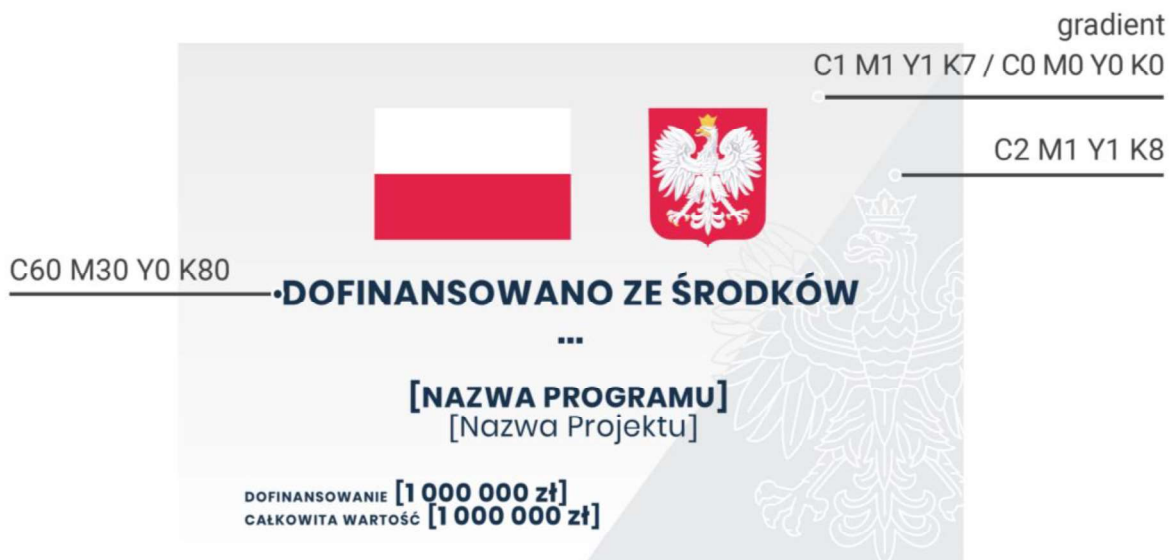 gradient
C1 M1 Y1 K7 / C0 M0 Y0 K0
C2 M1 Y1 K8
C60 M30 Y0 K80
DOFINANSOWANO ZE ŚRODKÓW
...
[NAZWA PROGRAMU]
[Nazwa Projektu]
DOFINANSOWANIE [1 000 000 zł]
CAŁKOWITA WARTOŚĆ [1 000 000 zł]